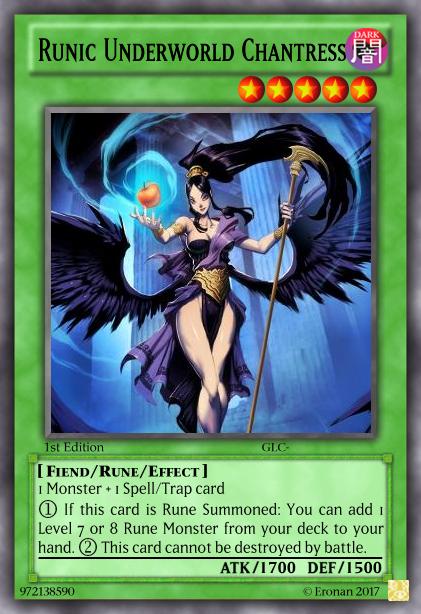 Runic Underworld Chantress
DARK
闇
1st Edition GLC-
[Fiend/Rune/Effect]
1 Monster + 1 Spell/Trap card
① If this card is Rune Summoned: You can add 1
Level 7 or 8 Rune Monster from your deck to your
hand. ② This card cannot be destroyed by battle.
ATK/1700 DEF/1500
972138590 © Eronan 2017